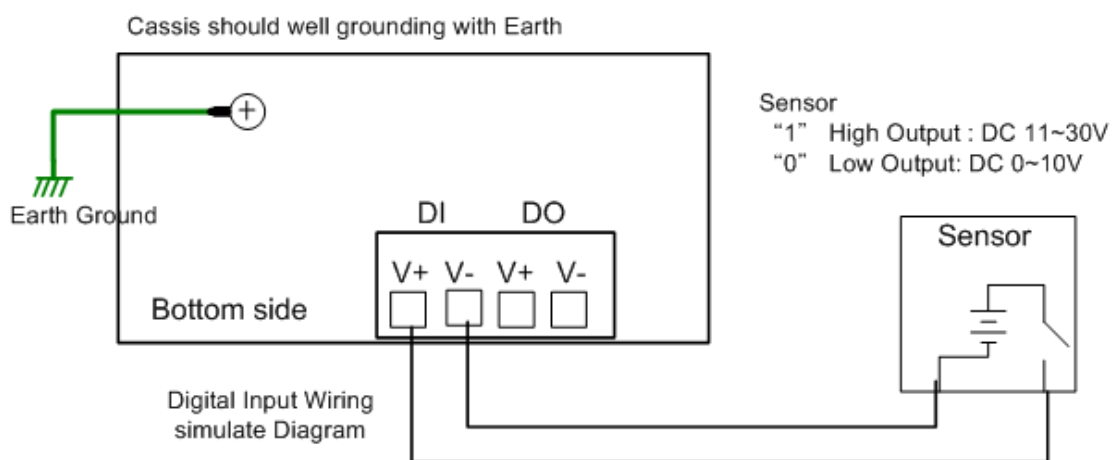 Cassis should well grounding with Earth
Sensor
“1” High Output : DC 11~30V
“0” Low Output: DC 0~10V
Earth Ground
DI DO
Sensor
V+ V- V+ V-
Bottom side
Digital Input Wiring
simulate Diagram